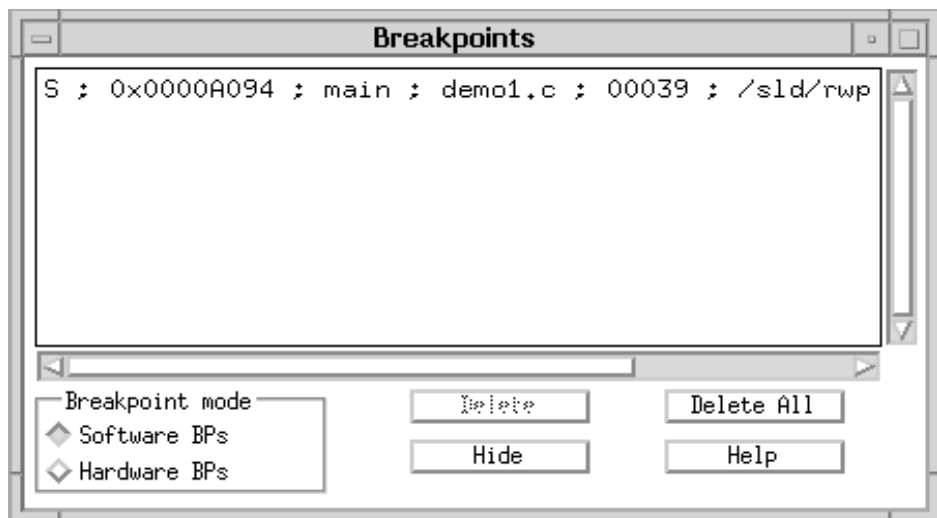 Breakpoints
S ; 0x0000A094 ; main ; demo1.c ; 00039 ; /sld/rwp
Breakpoint mode
Software BPs
Hardware BPs
Delete
Delete All
Hide
Help